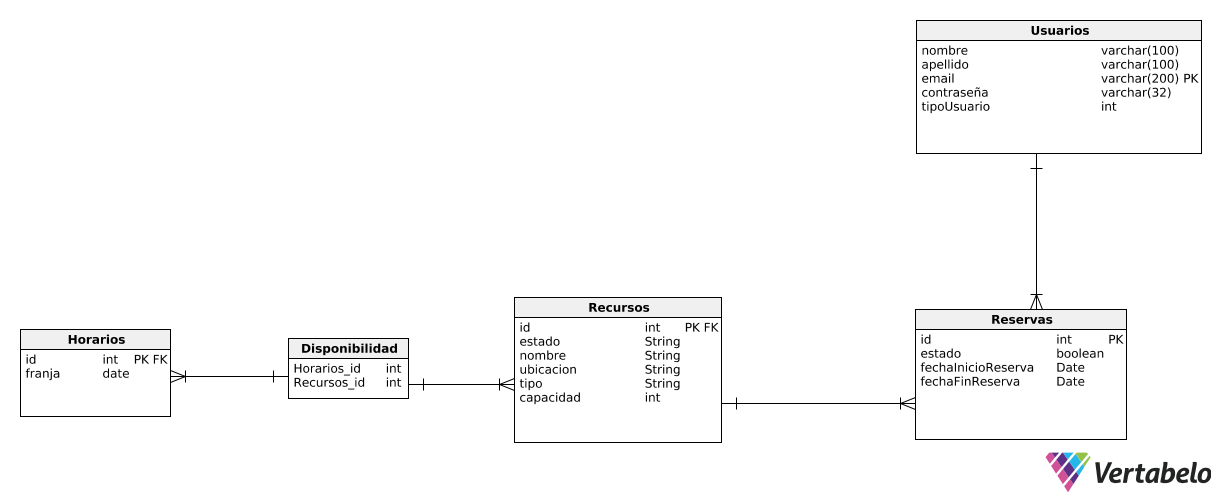 Usuarios
nombre varchar(100)
apellido varchar(100)
email varchar(200) PK
contraseña varchar(32)
tipoUsuario int
Horarios
id int PK FK
franja date
Disponibilidad
Horarios_id int
Recursos_id int
Recursos
id int PK FK
estado String
nombre String
ubicacion String
tipo String
capacidad int
Reservas
id int PK
estado boolean
fechaInicioReserva Date
fechaFinReserva Date
Vertabelo